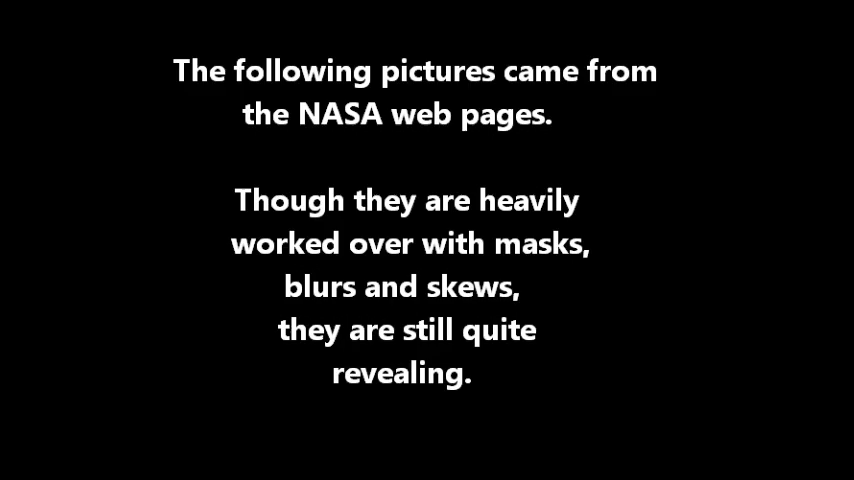 The following pictures came from
the NASA web pages.
Though they are heavily
worked over with masks,
blurs and skews,
they are still quite
revealing.